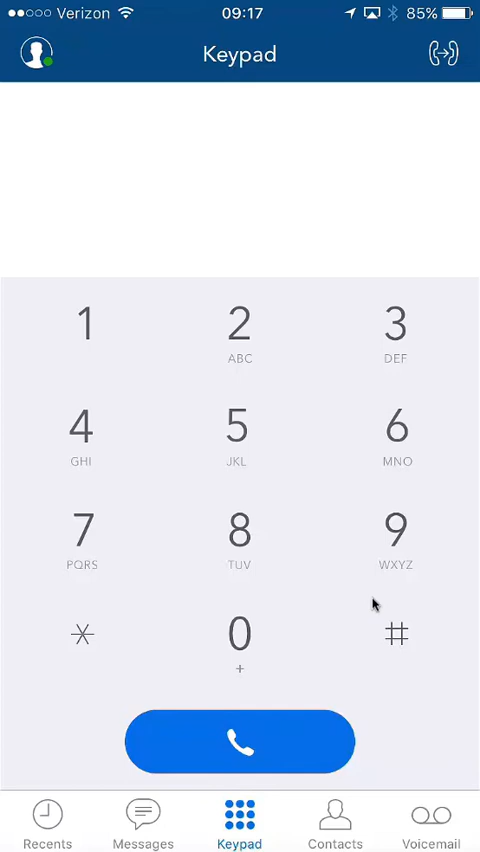 Verizon 09:17 85%
Keypad
1 2 3
ABC DEF
4 5 6
GHI JKL MNO
7 8 9
PQRS TUV WXYZ
* 0 #
+
Recents Messages Keypad Contacts Voicemail